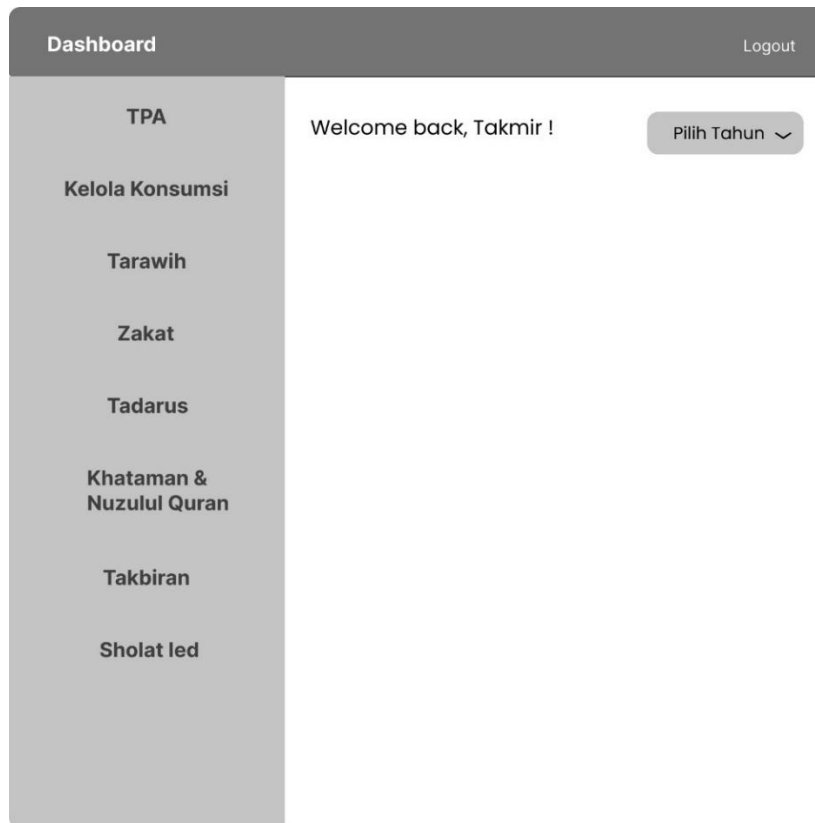 Dashboard
Logout
TPA
Kelola Konsumsi
Tarawih
Zakat
Tadarus
Khataman &
Nuzulul Quran
Takbiran
Sholat Ied
Welcome back, Takmir !
Pilih Tahun